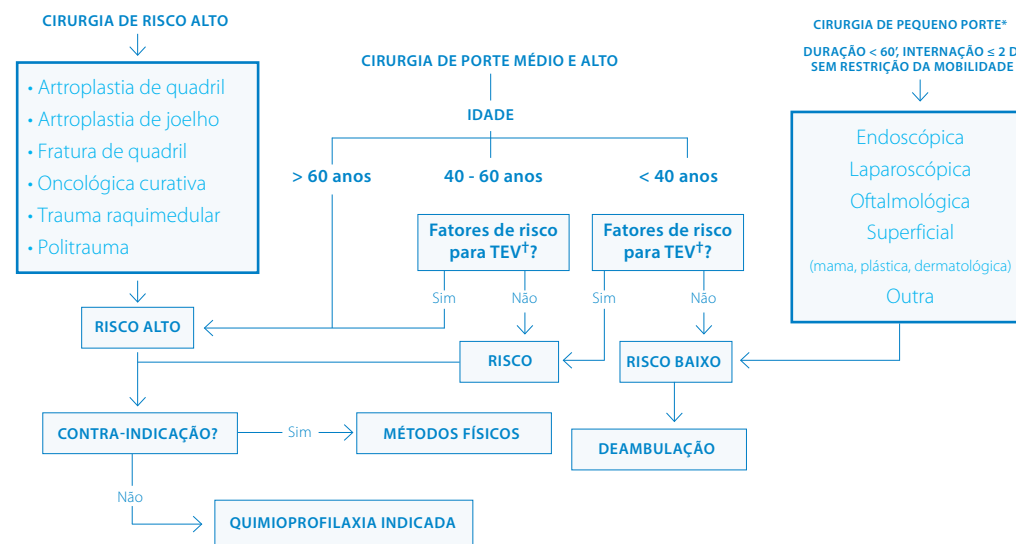 CIRURGIA DE RISCO ALTO
• Artroplastia de quadril
• Artroplastia de joelho
• Fratura de quadril
• Oncológica curativa
• Trauma raquimedular
• Politrauma
CIRURGIA DE PORTE MÉDIO E ALTO
IDADE
> 60 anos
40 - 60 anos
< 40 anos
CIRURGIA DE PEQUENO PORTE*
DURAÇÃO < 60’, INTERNAÇÃO ≤ 2 D
SEM RESTRIÇÃO DA MOBILIDADE
Endoscópica
Laparoscópica
Oftalmológica
Superficial
(mama, plástica, dermatológica)
Outra
Fatores de risco
para TEV†?
Fatores de risco
para TEV†?
Sim
Não
Sim
Não
RISCO ALTO
RISCO
RISCO BAIXO
CONTRA-INDICAÇÃO?
Sim
MÉTODOS FÍSICOS
DEAMBULAÇÃO
Não
QUIMIOPROFILAXIA INDICADA